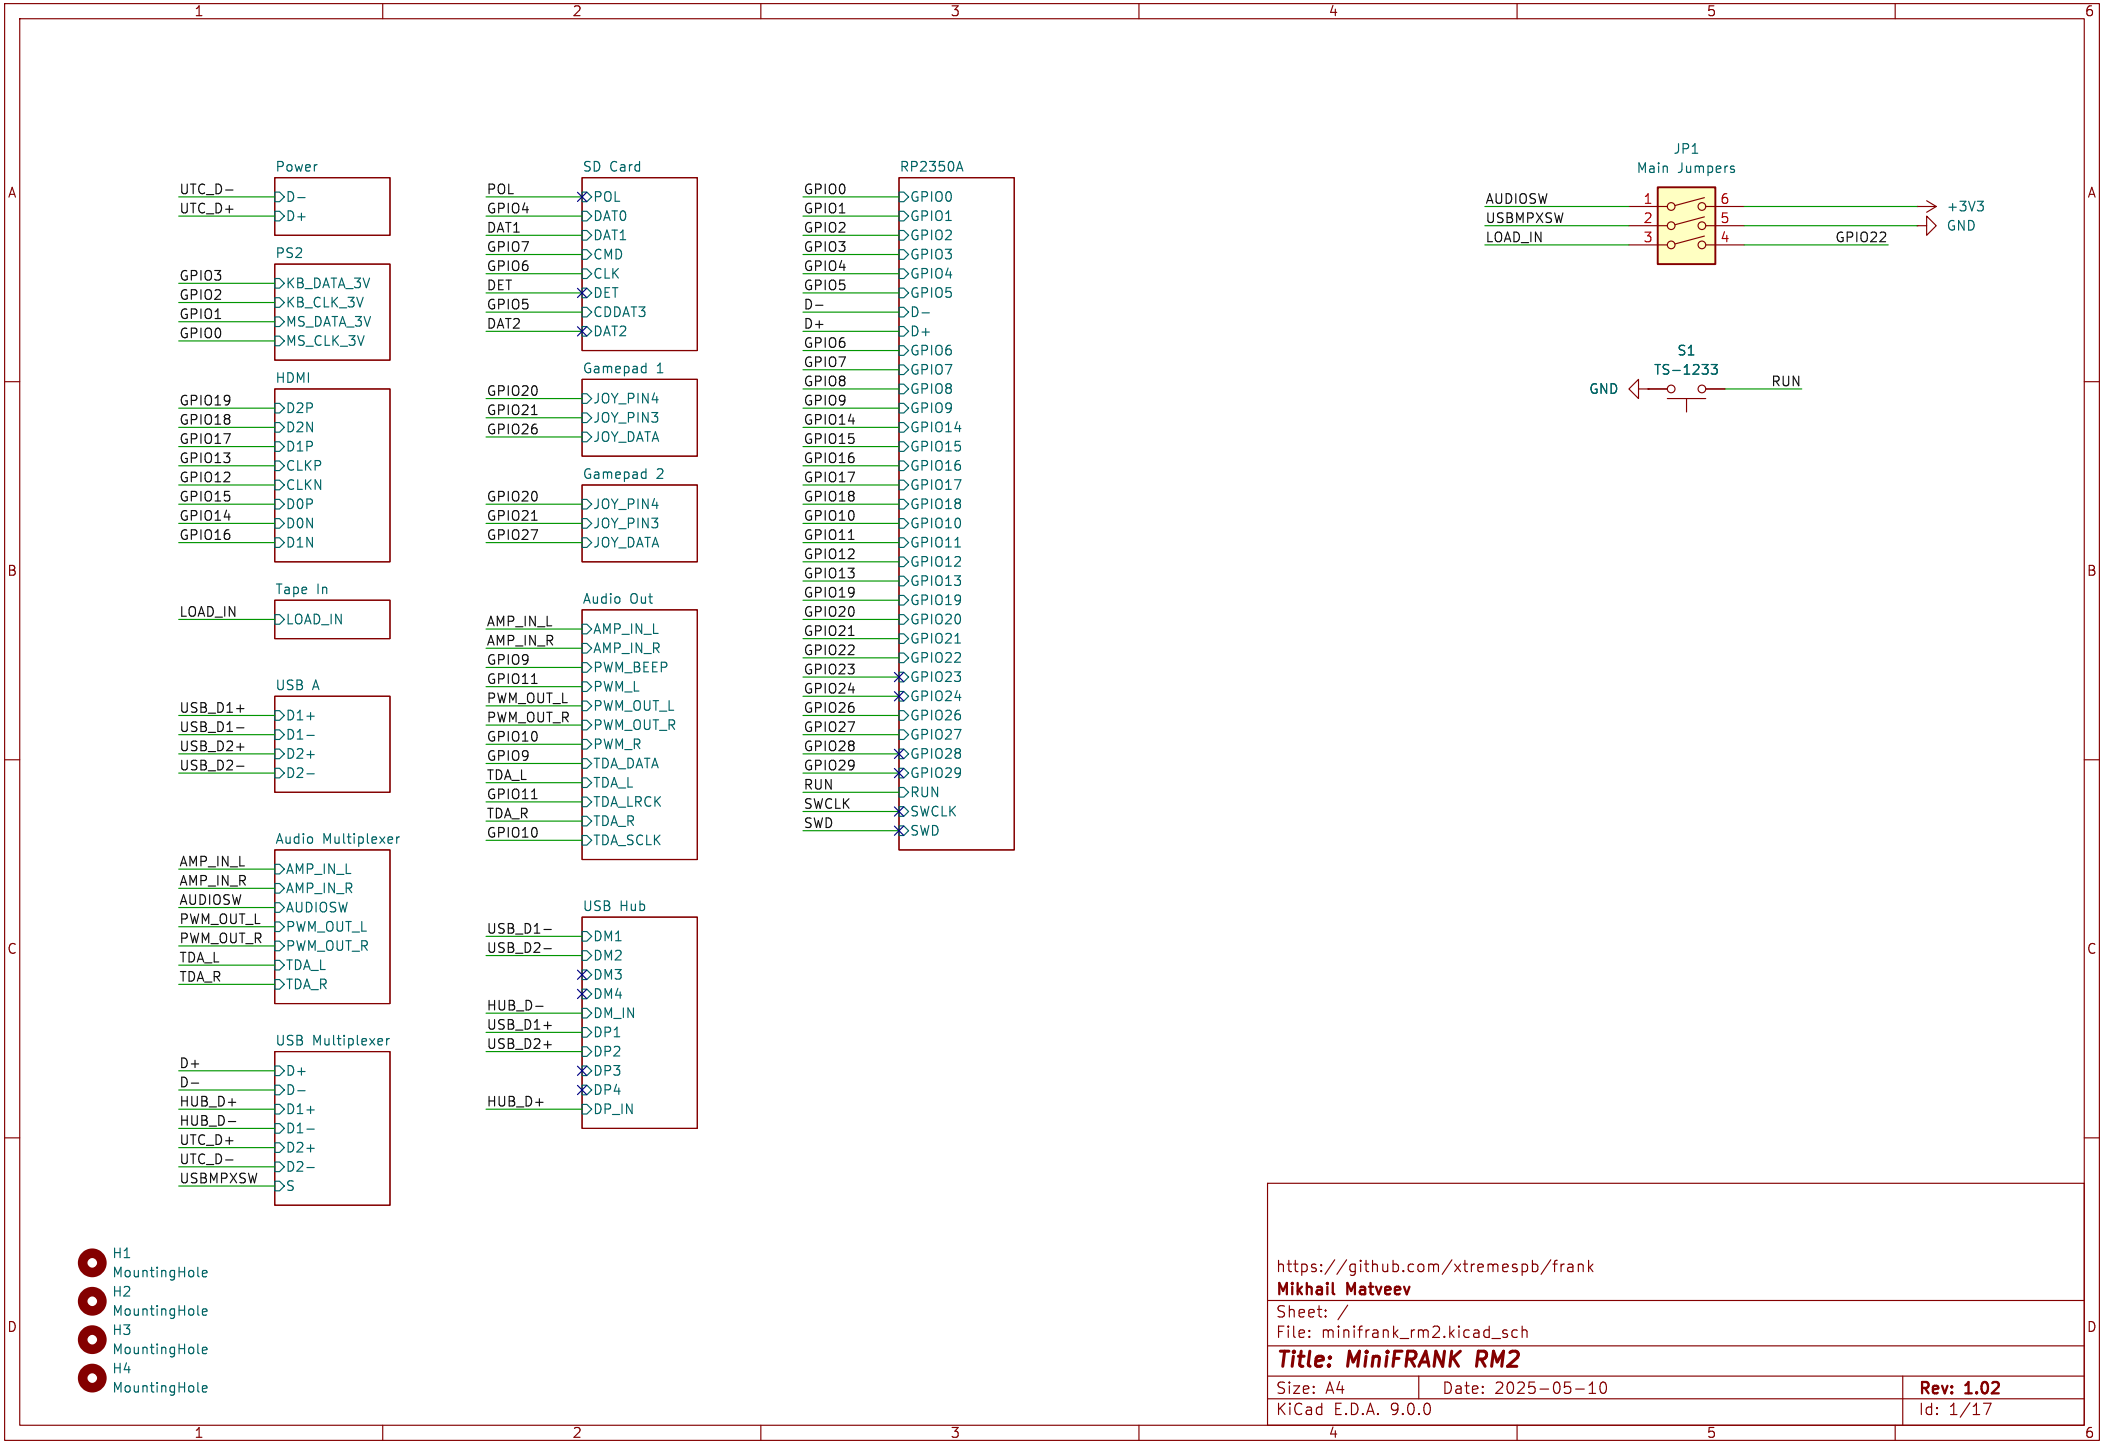 1 2 3 4 5 6
A
B
C
D
Power
UTC_D- D-
UTC_D+ D+
PS2
GPIO3 KB_DATA_3V
GPIO2 KB_CLK_3V
GPIO1 MS_DATA_3V
GPIO0 MS_CLK_3V
HDMI
GPIO19 D2P
GPIO18 D2N
GPIO17 D1P
GPIO13 CLKP
GPIO12 CLKN
GPIO15 D0P
GPIO14 D0N
GPIO16 D1N
Tape In
LOAD_IN LOAD_IN
USB A
USB_D1+ D1+
USB_D1- D1-
USB_D2+ D2+
USB_D2- D2-
Audio Multiplexer
AMP_IN_L AMP_IN_L
AMP_IN_R AMP_IN_R
AUDIOSW AUDIOSW
PWM_OUT_L PWM_OUT_L
PWM_OUT_R PWM_OUT_R
TDA_L TDA_L
TDA_R TDA_R
USB Multiplexer
D+ D+
D- D-
HUB_D+ D1+
HUB_D- D1-
UTC_D+ D2+
UTC_D- D2-
USBMPXSW S
H1
MountingHole
H2
MountingHole
H3
MountingHole
H4
MountingHole
SD Card
POL POL
GPIO4 DAT0
DAT1 DAT1
GPIO7 CMD
GPIO6 CLK
DET DET
GPIO5 CDDAT3
DAT2 DAT2
Gamepad 1
GPIO20 JOY_PIN4
GPIO21 JOY_PIN3
GPIO26 JOY_DATA
Gamepad 2
GPIO20 JOY_PIN4
GPIO21 JOY_PIN3
GPIO27 JOY_DATA
Audio Out
AMP_IN_L AMP_IN_L
AMP_IN_R AMP_IN_R
GPIO9 PWM_BEEP
GPIO11 PWM_L
PWM_OUT_L PWM_OUT_L
PWM_OUT_R PWM_OUT_R
GPIO10 PWM_R
GPIO9 TDA_DATA
TDA_L TDA_L
GPIO11 TDA_LRCK
TDA_R TDA_R
GPIO10 TDA_SCLK
USB Hub
USB_D1- DM1
USB_D2- DM2
DM3
DM4
HUB_D- DM_IN
USB_D1+ DP1
USB_D2+ DP2
DP3
DP4
HUB_D+ DP_IN
RP2350A
GPIO0 GPIO0
GPIO1 GPIO1
GPIO2 GPIO2
GPIO3 GPIO3
GPIO4 GPIO4
GPIO5 GPIO5
D- D-
D+ D+
GPIO6 GPIO6
GPIO7 GPIO7
GPIO8 GPIO8
GPIO9 GPIO9
GPIO14 GPIO14
GPIO15 GPIO15
GPIO16 GPIO16
GPIO17 GPIO17
GPIO18 GPIO18
GPIO10 GPIO10
GPIO11 GPIO11
GPIO12 GPIO12
GPIO13 GPIO13
GPIO19 GPIO19
GPIO20 GPIO20
GPIO21 GPIO21
GPIO22 GPIO22
GPIO23 GPIO23
GPIO24 GPIO24
GPIO26 GPIO26
GPIO27 GPIO27
GPIO28 GPIO28
GPIO29 GPIO29
RUN RUN
SWCLK SWCLK
SWD SWD
JP1
Main Jumpers
AUDIOSW 1 6 +3V3
USBMPXSW 2 5 GND
LOAD_IN 3 4 GPIO22
S1
TS-1233
GND RUN
https://github.com/xtremespb/frank
Mikhail Matveev
Sheet: /
File: minifrank_rm2.kicad_sch
Title: MiniFRANK RM2
Size: A4 Date: 2025-05-10 Rev: 1.02
KiCad E.D.A. 9.0.0 Id: 1/17
A
B
C
D
1 2 3 4 5 6